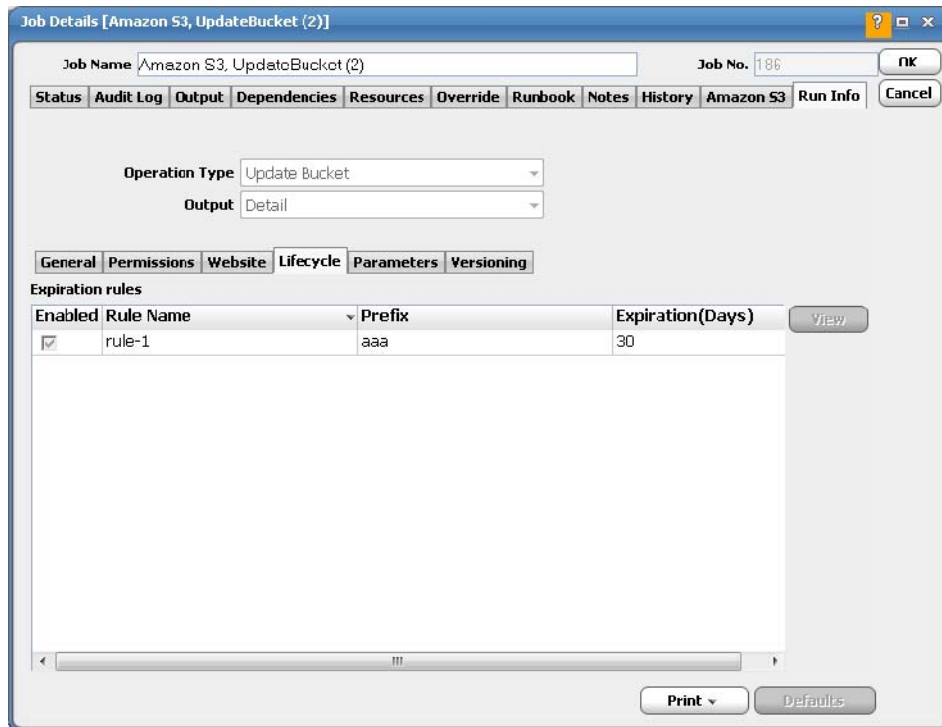 Job Details [Amazon S3, UpdateBucket (2)]
?
Job Name Amazon S3, UpdateBucket (2) Job No. 186 OK
Status Audit Log Output Dependencies Resources Override Runbook Notes History Amazon S3 Run Info Cancel
Operation Type Update Bucket
Output Detail
General Permissions Website Lifecycle Parameters Versioning
Expiration rules
Enabled Rule Name Prefix Expiration(Days) View
rule-1 aaa 30
Print Defaults